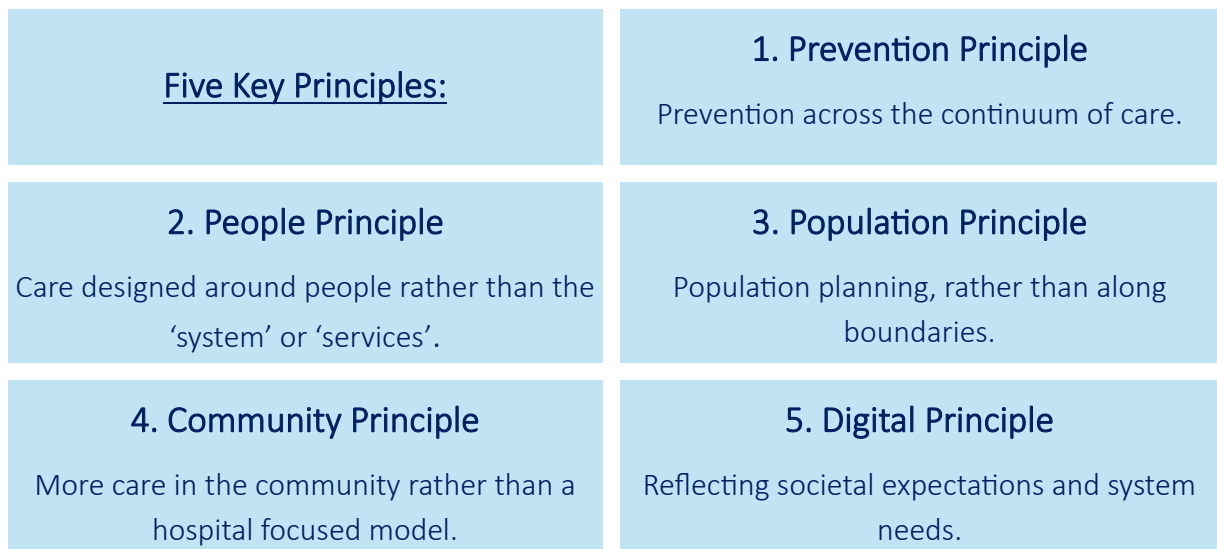 Five Key Principles:
1. Prevention Principle
Prevention across the continuum of care.
2. People Principle
Care designed around people rather than the
‘system’ or ‘services’.
3. Population Principle
Population planning, rather than along
boundaries.
4. Community Principle
More care in the community rather than a
hospital focused model.
5. Digital Principle
Reflecting societal expectations and system
needs.